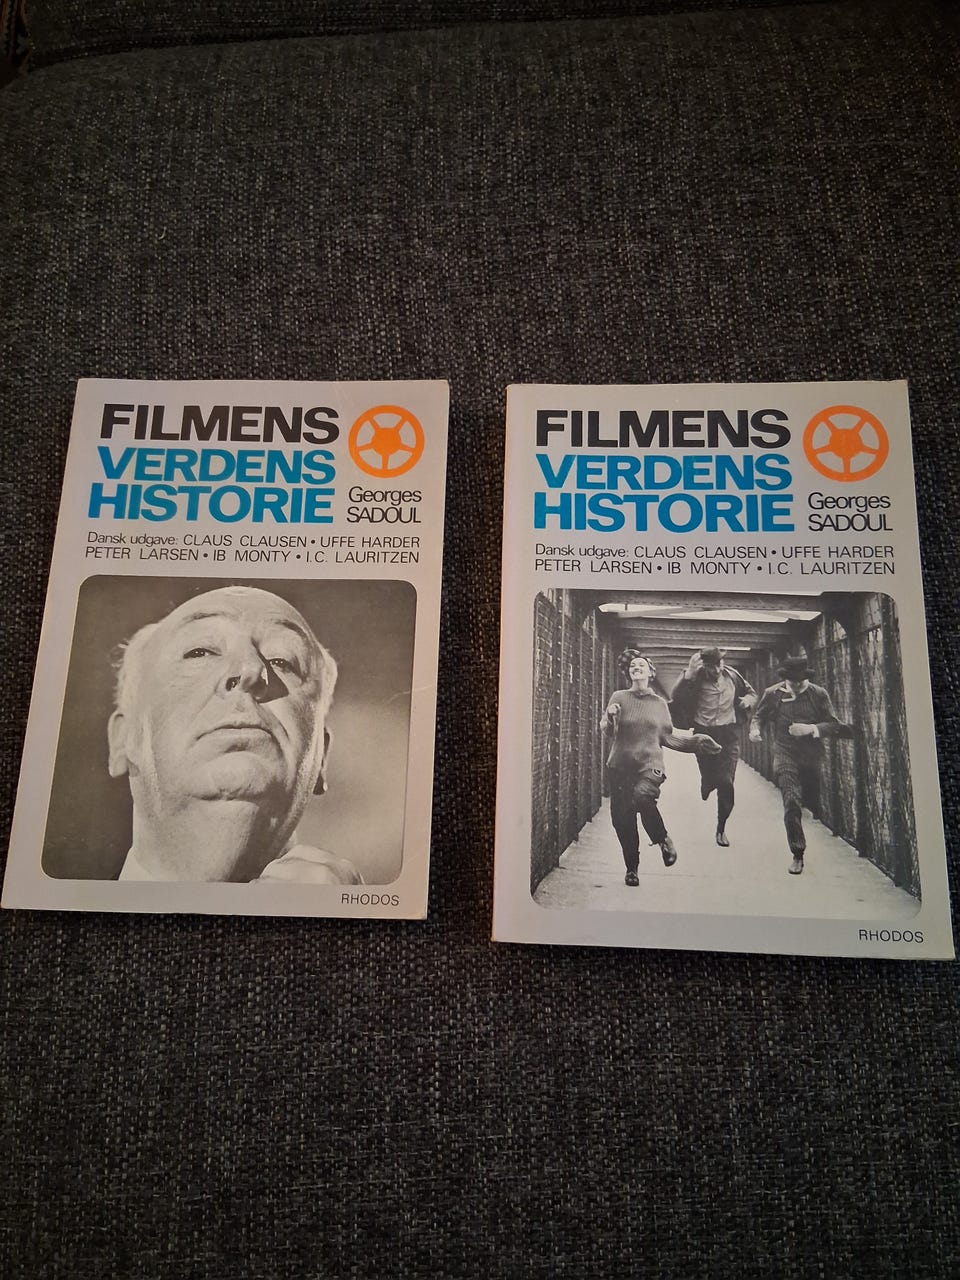 FILMENS
VERDENS
HISTORIE
Georges
SADOUL
Dansk udgave: CLAUS CLAUSEN • UFFE HARDER
PETER LARSEN • IB MONTY • I.C. LAURITZEN
RHODOS
FILMENS
VERDENS
HISTORIE
Georges
SADOUL
Dansk udgave: CLAUS CLAUSEN • UFFE HARDER
PETER LARSEN • IB MONTY • I.C. LAURITZEN
RHODOS